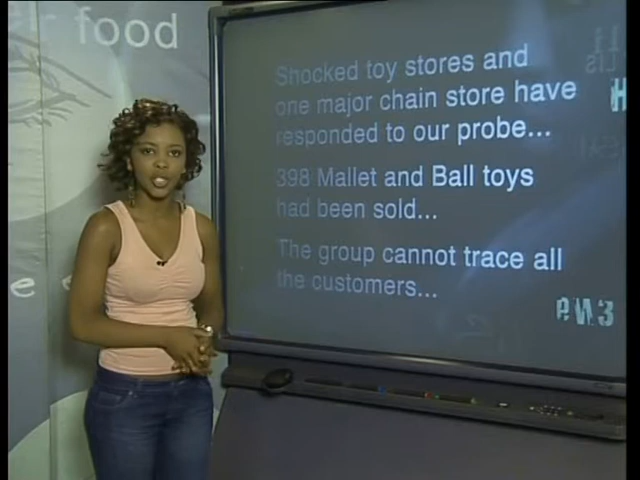 food
Shocked toy stores and
one major chain store have
responded to our probe...
398 Mallet and Ball toys
had been sold...
The group cannot trace all
the customers...